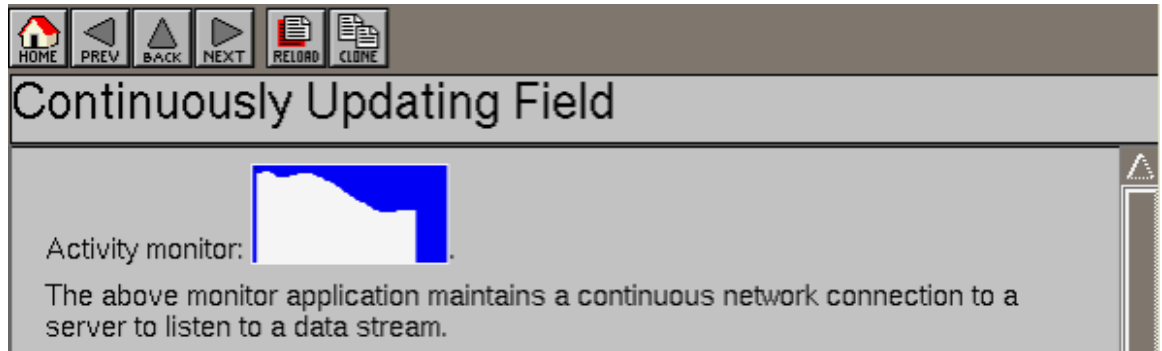 HOME PREV BACK NEXT RELOAD CLONE
Continuously Updating Field
Activity monitor: .
The above monitor application maintains a continuous network connection to a
server to listen to a data stream.